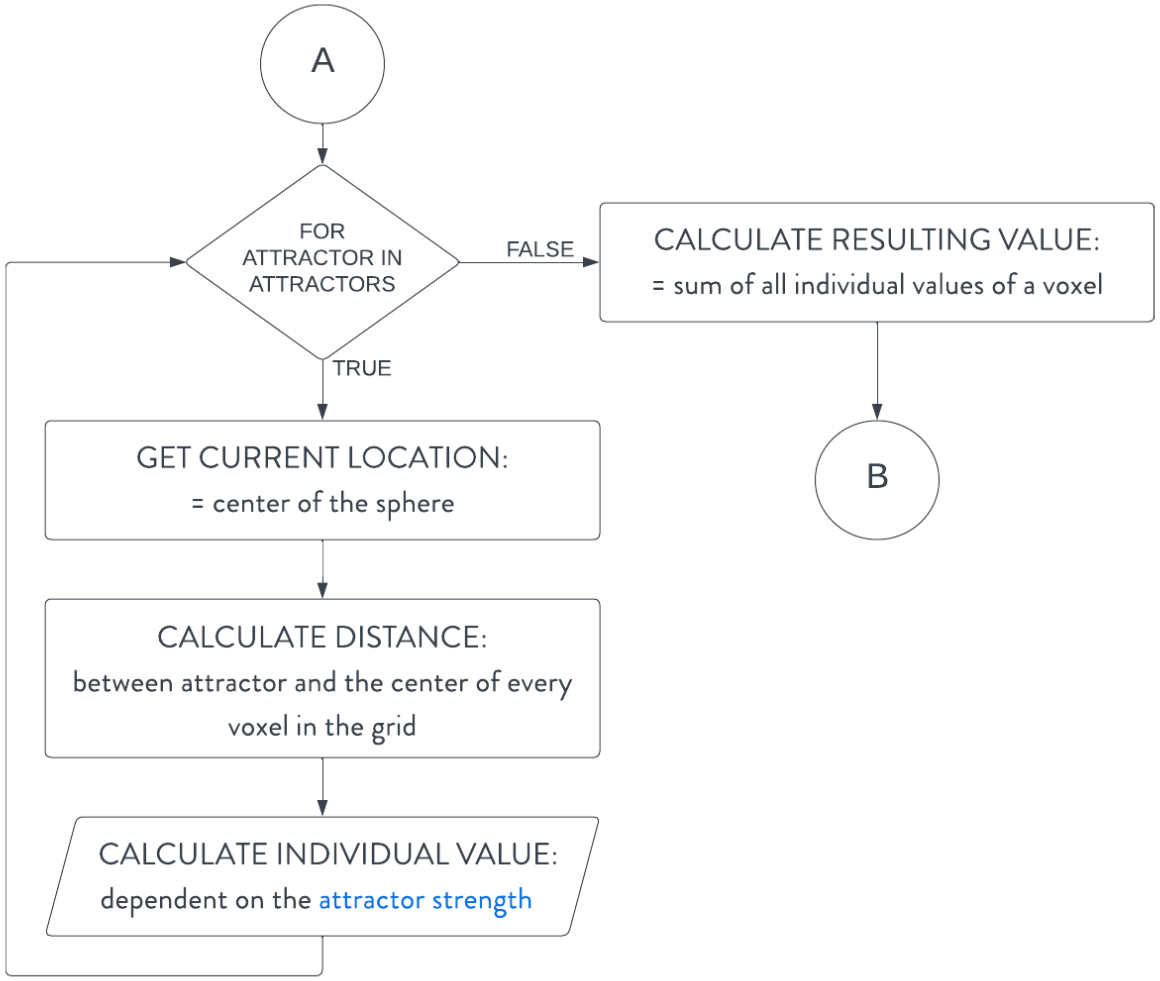 A
FOR
ATTRACTOR IN
ATTRACTORS
FALSE
CALCULATE RESULTING VALUE:
= sum of all individual values of a voxel
TRUE
GET CURRENT LOCATION:
= center of the sphere
B
CALCULATE DISTANCE:
between attractor and the center of every
voxel in the grid
CALCULATE INDIVIDUAL VALUE:
dependent on the attractor strength